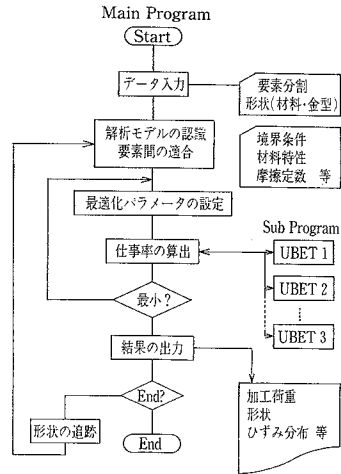 Main Program
Start
データ入力
要素分割
形状(材料・金型)
解析モデルの認識
要素間の適合
境界条件
材料特性
摩擦定数 等
最適化パラメータの設定
Sub Program
仕事率の算出
UBET 1
UBET 2
最小?
UBET 3
結果の出力
End?
加工荷重
形状
ひずみ分布 等
形状の追跡
End